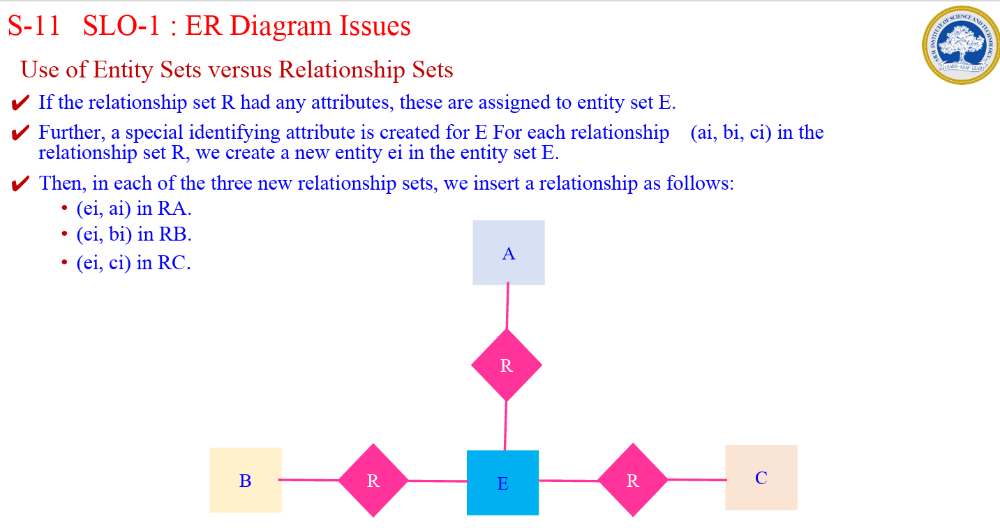 S-11 SLO-1 : ER Diagram Issues
SRM INSTITUTE OF SCIENCE AND TECHNOLOGY
LEARN - LEAP - LEAD
Use of Entity Sets versus Relationship Sets
✔ If the relationship set R had any attributes, these are assigned to entity set E.
✔ Further, a special identifying attribute is created for E For each relationship (ai, bi, ci) in the
relationship set R, we create a new entity ei in the entity set E.
✔ Then, in each of the three new relationship sets, we insert a relationship as follows:
• (ei, ai) in RA.
• (ei, bi) in RB.
• (ei, ci) in RC.
A
R
B R E R C